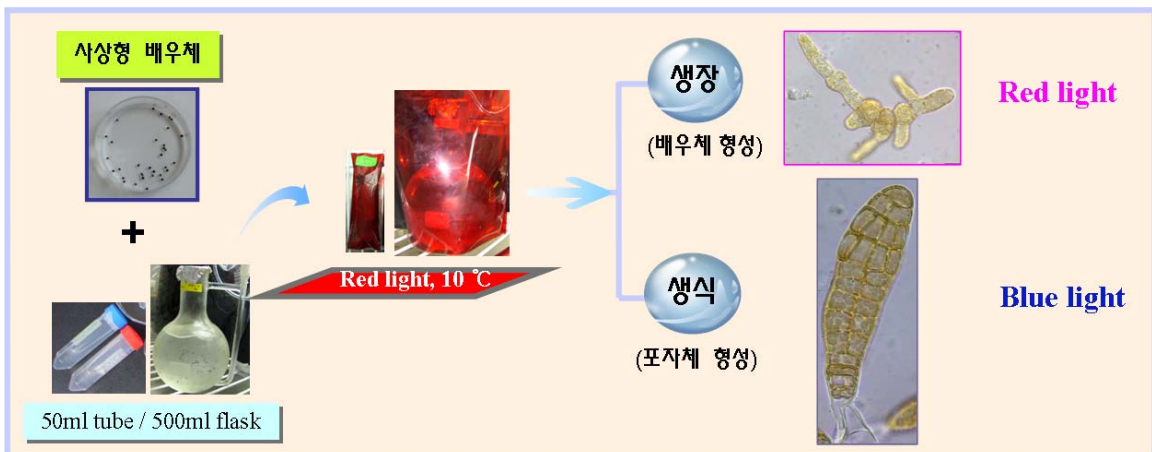 사상형 배우체
+
50ml tube / 500ml flask
Red light, 10 ℃
생장
(배우체 형성)
Red light
생식
(포자체 형성)
Blue light